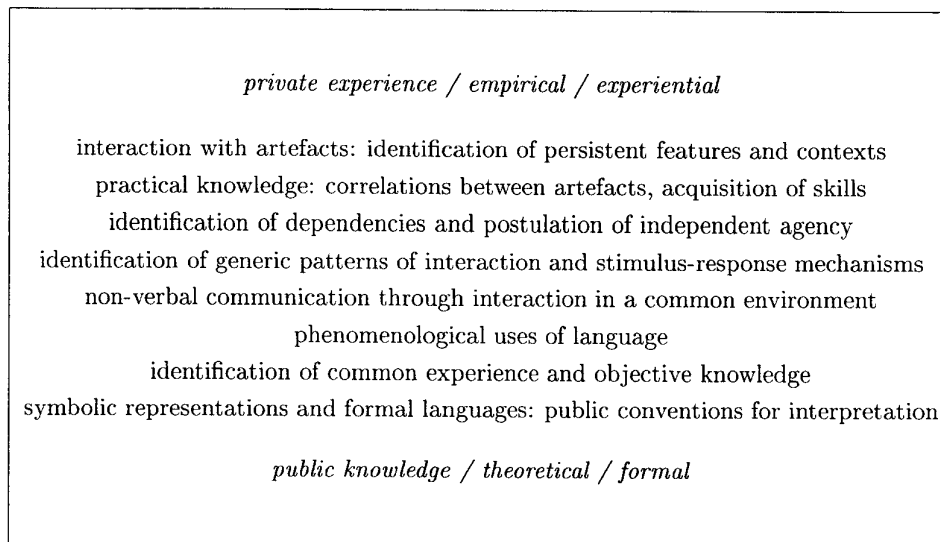 private experience / empirical / experiential
interaction with artefacts: identification of persistent features and contexts
practical knowledge: correlations between artefacts, acquisition of skills
identification of dependencies and postulation of independent agency
identification of generic patterns of interaction and stimulus-response mechanisms
non-verbal communication through interaction in a common environment
phenomenological uses of language
identification of common experience and objective knowledge
symbolic representations and formal languages: public conventions for interpretation
public knowledge / theoretical / formal